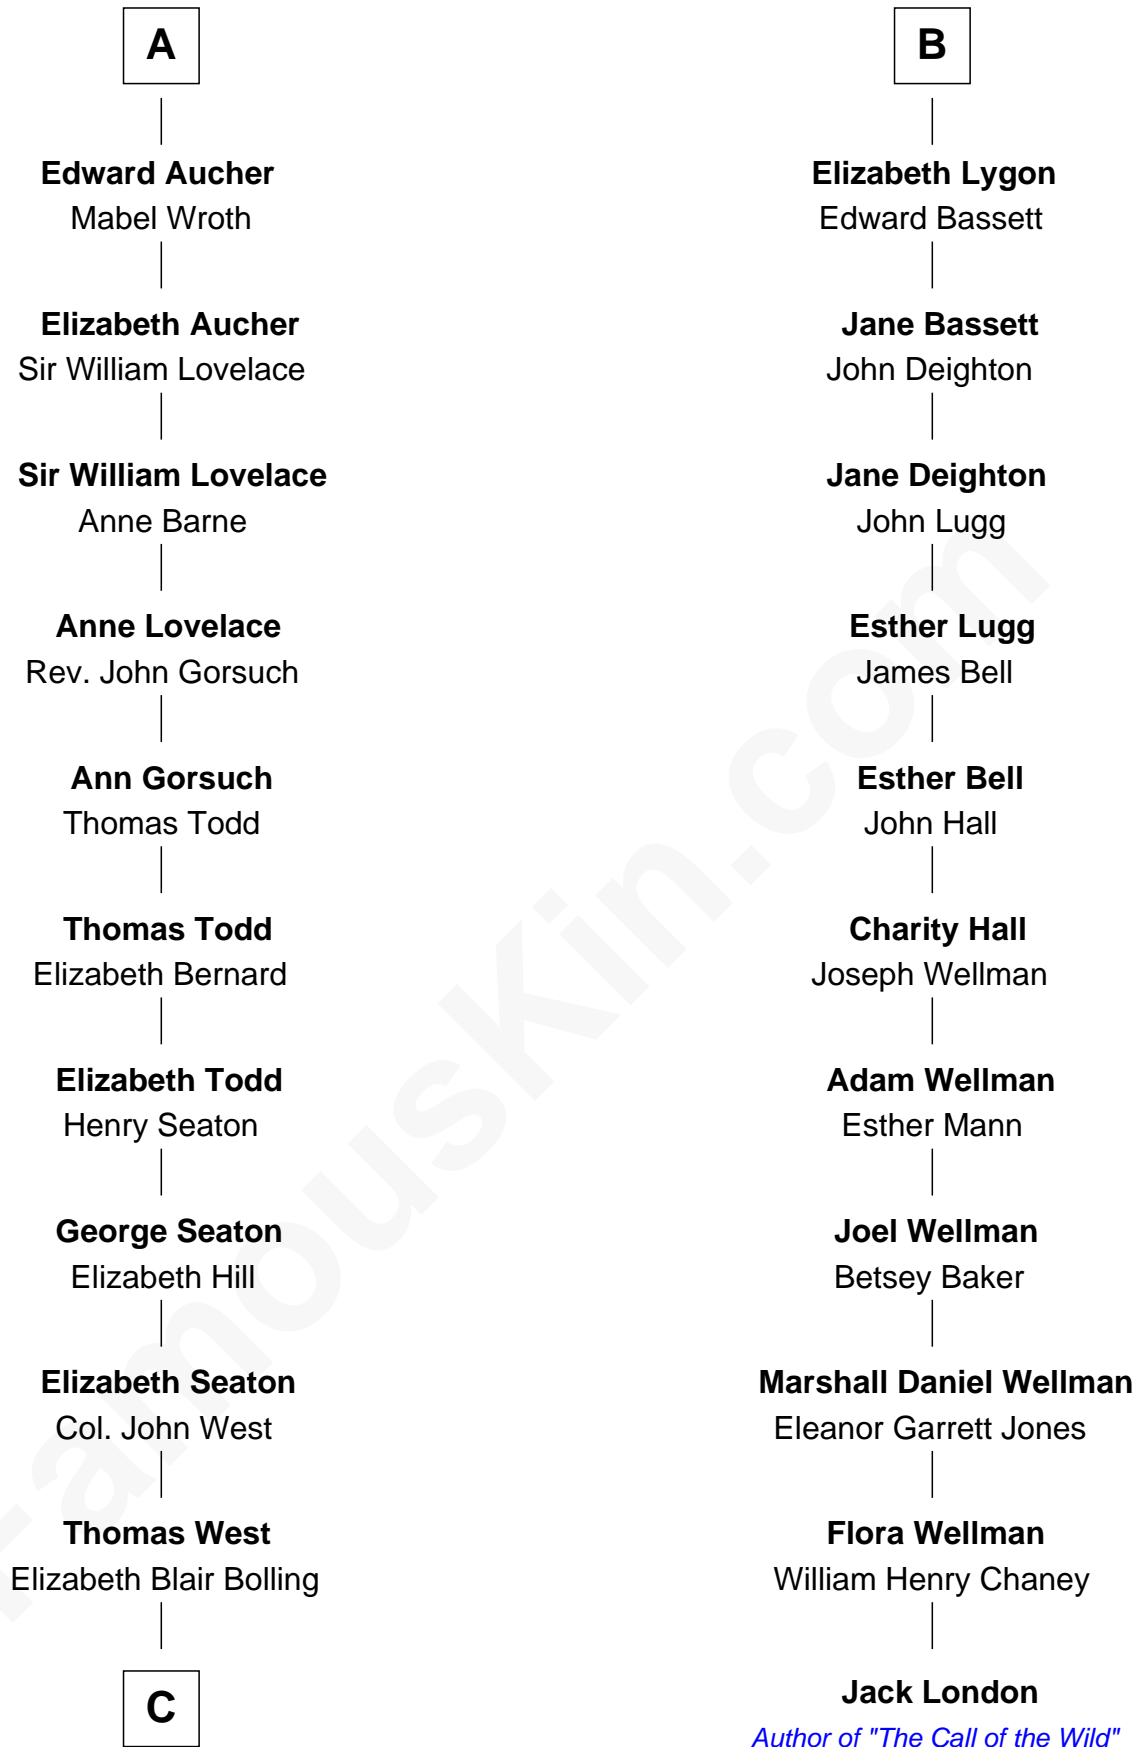 A
Edward Aucher
Mabel Wroth
Elizabeth Aucher
Sir William Lovelace
Sir William Lovelace
Anne Barne
Anne Lovelace
Rev. John Gorsuch
Ann Gorsuch
Thomas Todd
Thomas Todd
Elizabeth Bernard
Elizabeth Todd
Henry Seaton
George Seaton
Elizabeth Hill
Elizabeth Seaton
Col. John West
Thomas West
Elizabeth Blair Bolling
C
B
Elizabeth Lygon
Edward Bassett
Jane Bassett
John Deighton
Jane Deighton
John Lugg
Esther Lugg
James Bell
Esther Bell
John Hall
Charity Hall
Joseph Wellman
Adam Wellman
Esther Mann
Joel Wellman
Betsey Baker
Marshall Daniel Wellman
Eleanor Garrett Jones
Flora Wellman
William Henry Chaney
Jack London
Author of "The Call of the Wild"
FamousKin.com